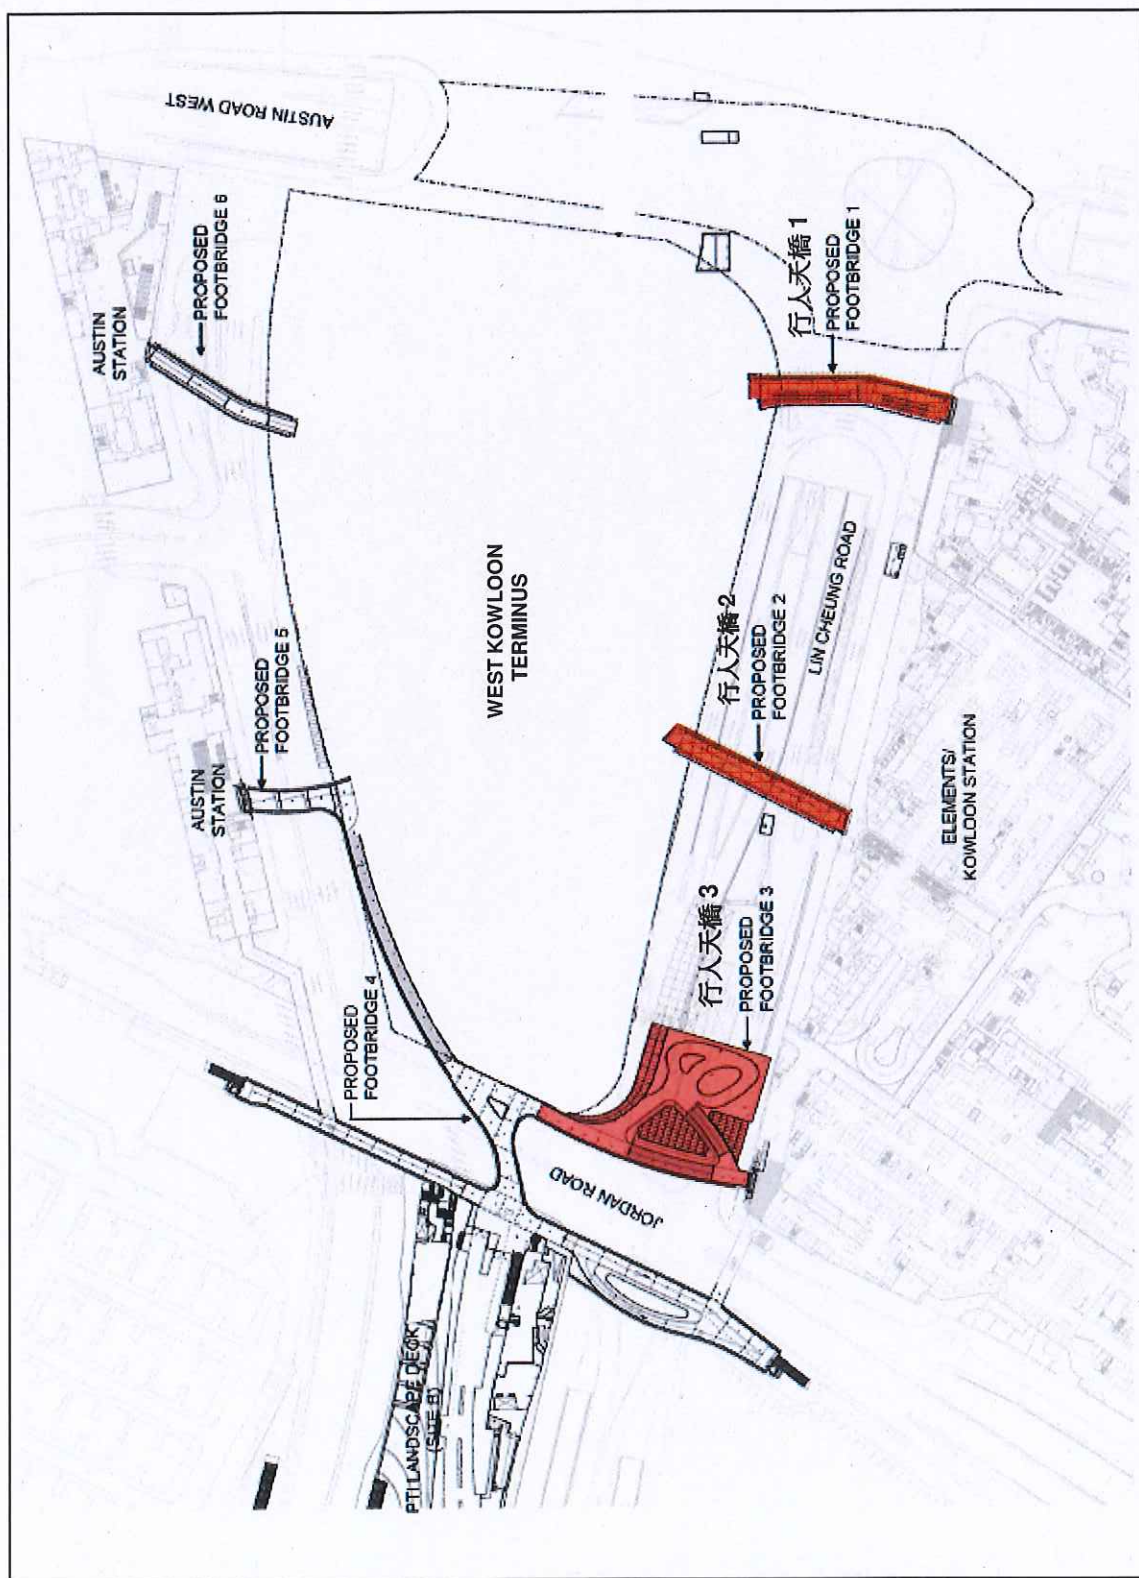 AUSTIN ROAD WEST
PROPOSED
FOOTBRIDGE 6
AUSTIN
STATION
行人天橋 1
PROPOSED
FOOTBRIDGE 1
WEST KOWLOON
TERMINUS
LIN CHEUNG ROAD
行人天橋 2
PROPOSED
FOOTBRIDGE 2
PROPOSED
FOOTBRIDGE 5
AUSTIN
STATION
ELEMENTS/
KOWLOON STATION
行人天橋 3
PROPOSED
FOOTBRIDGE 3
PROPOSED
FOOTBRIDGE 4
JORDAN ROAD
PTI LANDSCAPE DECK
(SITE B)